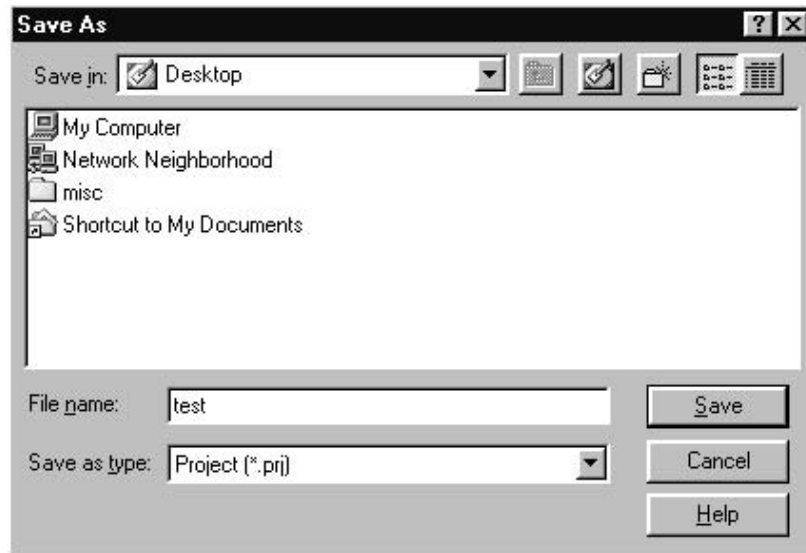 Save As
Save in: Desktop
My Computer
Network Neighborhood
misc
Shortcut to My Documents
File name: test
Save
Save as type: Project (*.prj)
Cancel
Help